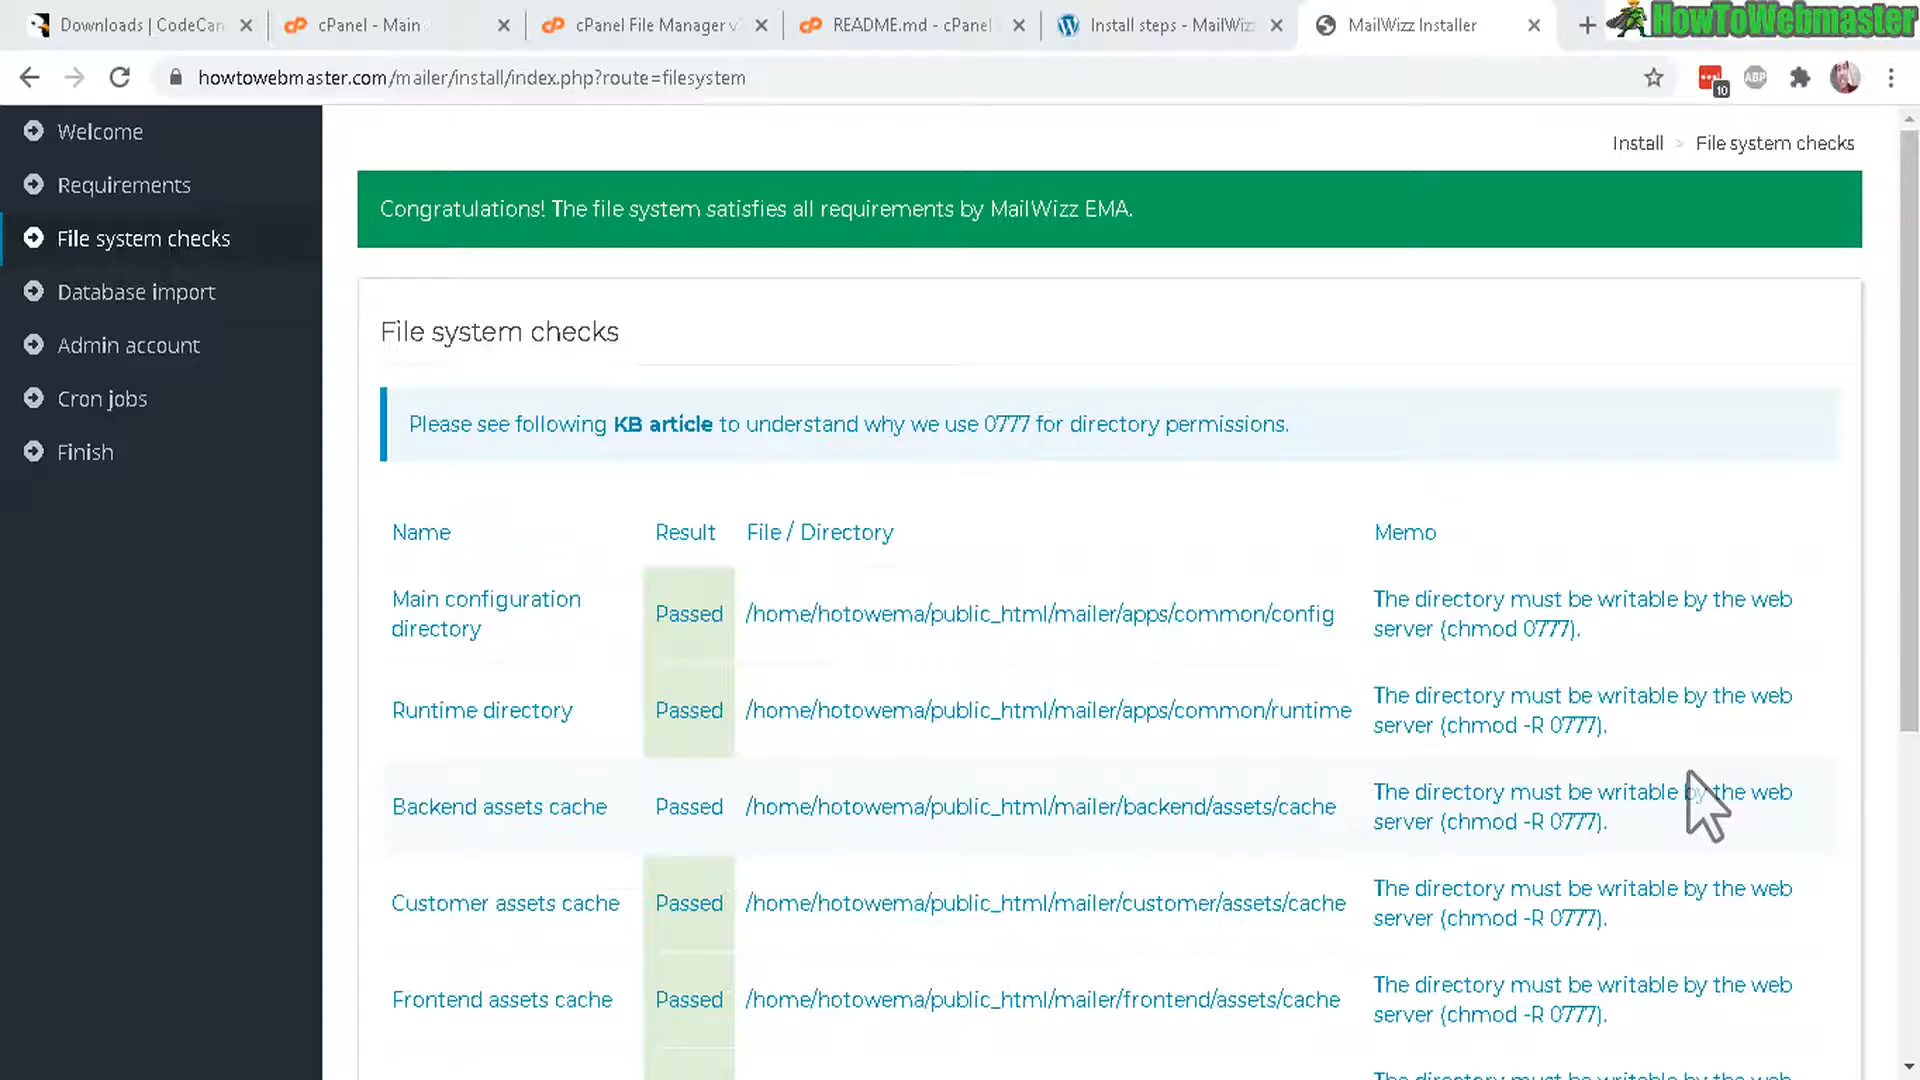 Downloads | CodeCan
cPanel - Main
cPanel File Manager v
README.md - cPanel
Install steps - MailWizz
MailWizz Installer
HowToWebmaster
howtowebmaster.com/mailer/install/index.php?route=filesystem
10
ABP
Welcome
Requirements
File system checks
Database import
Admin account
Cron jobs
Finish
Install > File system checks
Congratulations! The file system satisfies all requirements by MailWizz EMA.
File system checks
Please see following KB article to understand why we use 0777 for directory permissions.
Name Result File / Directory Memo
Main configuration directory Passed /home/hotowema/public_html/mailer/apps/common/config The directory must be writable by the web server (chmod 0777).
Runtime directory Passed /home/hotowema/public_html/mailer/apps/common/runtime The directory must be writable by the web server (chmod -R 0777).
Backend assets cache Passed /home/hotowema/public_html/mailer/backend/assets/cache The directory must be writable by the web server (chmod -R 0777).
Customer assets cache Passed /home/hotowema/public_html/mailer/customer/assets/cache The directory must be writable by the web server (chmod -R 0777).
Frontend assets cache Passed /home/hotowema/public_html/mailer/frontend/assets/cache The directory must be writable by the web server (chmod -R 0777).